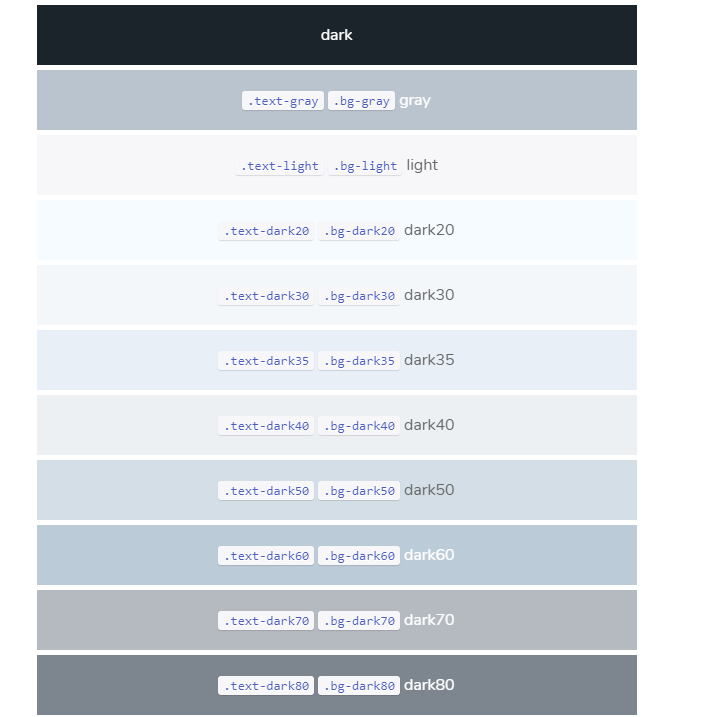 dark
.text-gray .bg-gray gray
.text-light .bg-light light
.text-dark20 .bg-dark20 dark20
.text-dark30 .bg-dark30 dark30
.text-dark35 .bg-dark35 dark35
.text-dark40 .bg-dark40 dark40
.text-dark50 .bg-dark50 dark50
.text-dark60 .bg-dark60 dark60
.text-dark70 .bg-dark70 dark70
.text-dark80 .bg-dark80 dark80